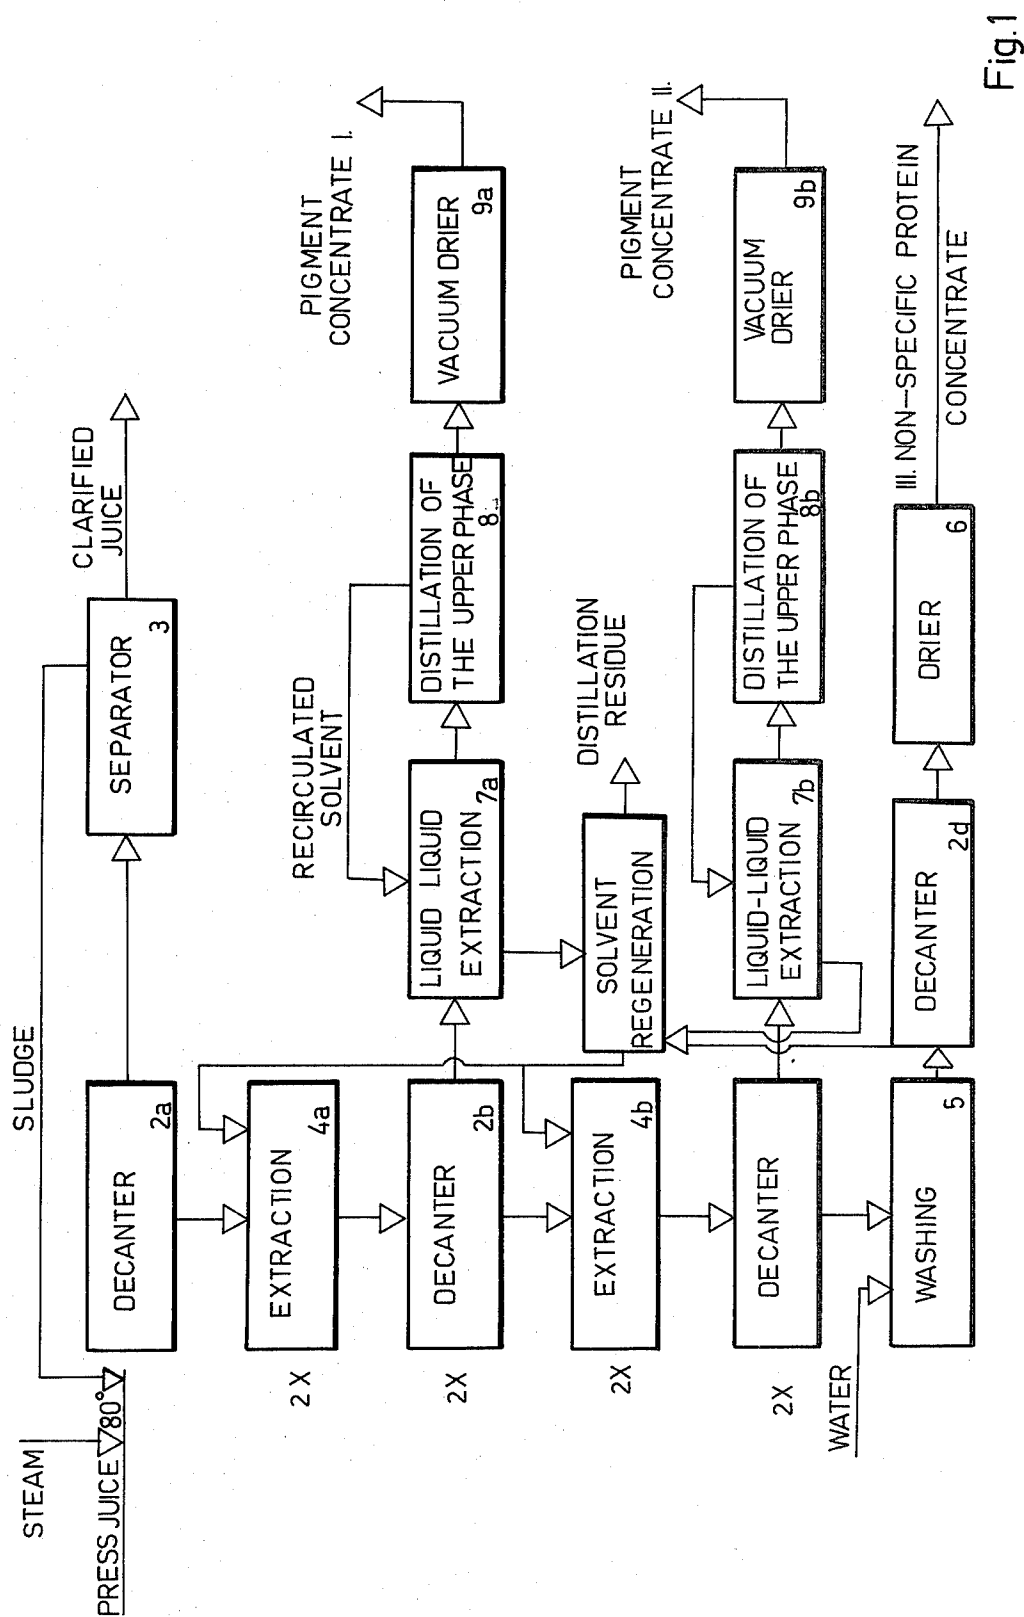 STEAM
PRESS JUICE 80°
SLUDGE
DECANTER
2a
SEPARATOR
3
CLARIFIED
JUICE
2X
EXTRACTION
4a
RECIRCULATED
SOLVENT
PIGMENT
CONCENTRATE I.
2X
DECANTER
2b
LIQUID LIQUID
EXTRACTION 7a
DISTILLATION OF
THE UPPER PHASE
8
VACUUM DRIER
9a
2X
EXTRACTION
4b
SOLVENT
REGENERATION
DISTILLATION
RESIDUE
PIGMENT
CONCENTRATE II.
2X
DECANTER
LIQUID-LIQUID
EXTRACTION 7b
DISTILLATION OF
THE UPPER PHASE
8b
VACUUM
DRIER
9b
WATER
WASHING
5
DECANTER
2d
DRIER
6
III. NON-SPECIFIC PROTEIN
CONCENTRATE
Fig.1